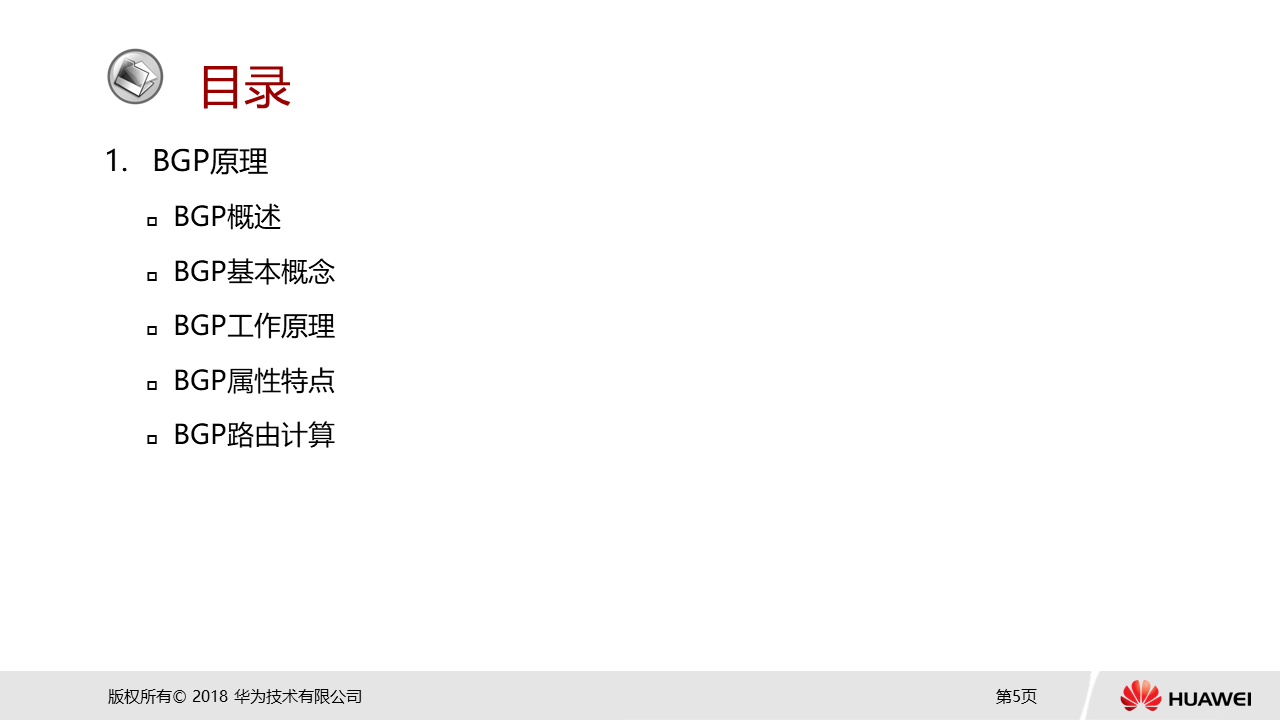 目录
1. BGP原理
BGP概述
BGP基本概念
BGP工作原理
BGP属性特点
BGP路由计算
版权所有© 2018 华为技术有限公司
第5页
HUAWEI